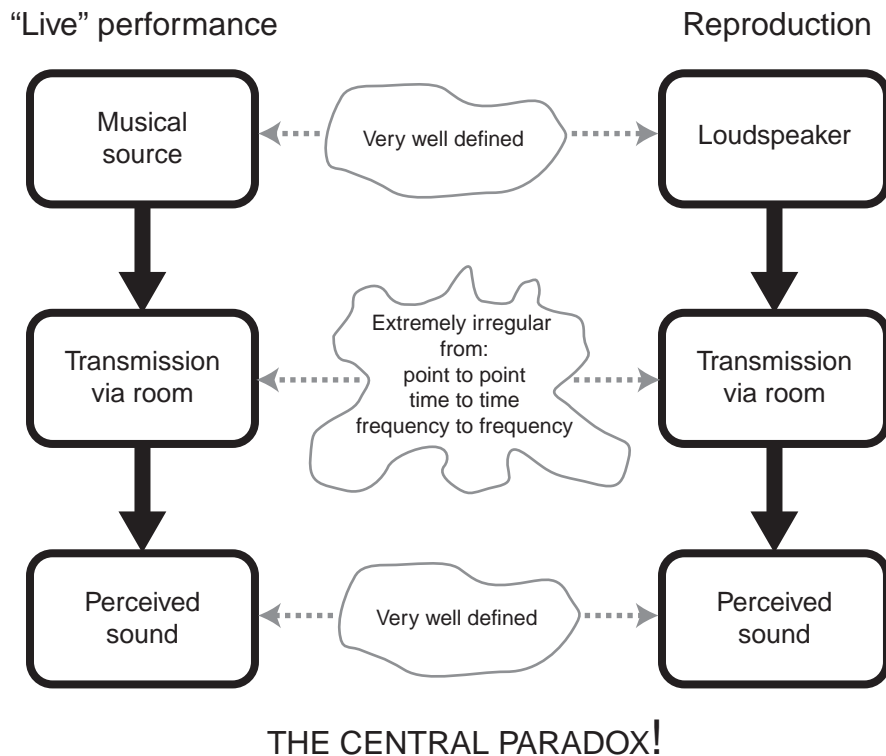 “Live” performance
Reproduction
Musical
source
Very well defined
Loudspeaker
Transmission
via room
Extremely irregular
from:
point to point
time to time
frequency to frequency
Transmission
via room
Perceived
sound
Very well defined
Perceived
sound
THE CENTRAL PARADOX!